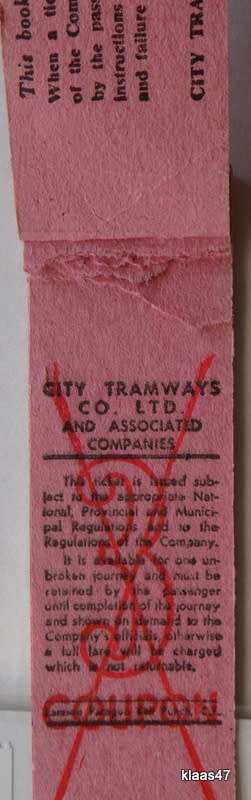 This book
When a tic
of the Com
by the pass
instructions
and failure
CITY TRA
CITY TRAMWAYS
CO. LTD.
AND ASSOCIATED
COMPANIES
This ticket is issued sub-
ject to the appropriate Nat-
ional, Provincial and Munici-
pal Regulations and to the
Regulations of the Company.
It is available for one un-
broken journey and must be
retained by the passenger
until completion of the journey
and shown on demand to the
Company's officials, otherwise
a full fare will be charged
which is not returnable.
COUPON
klaas47